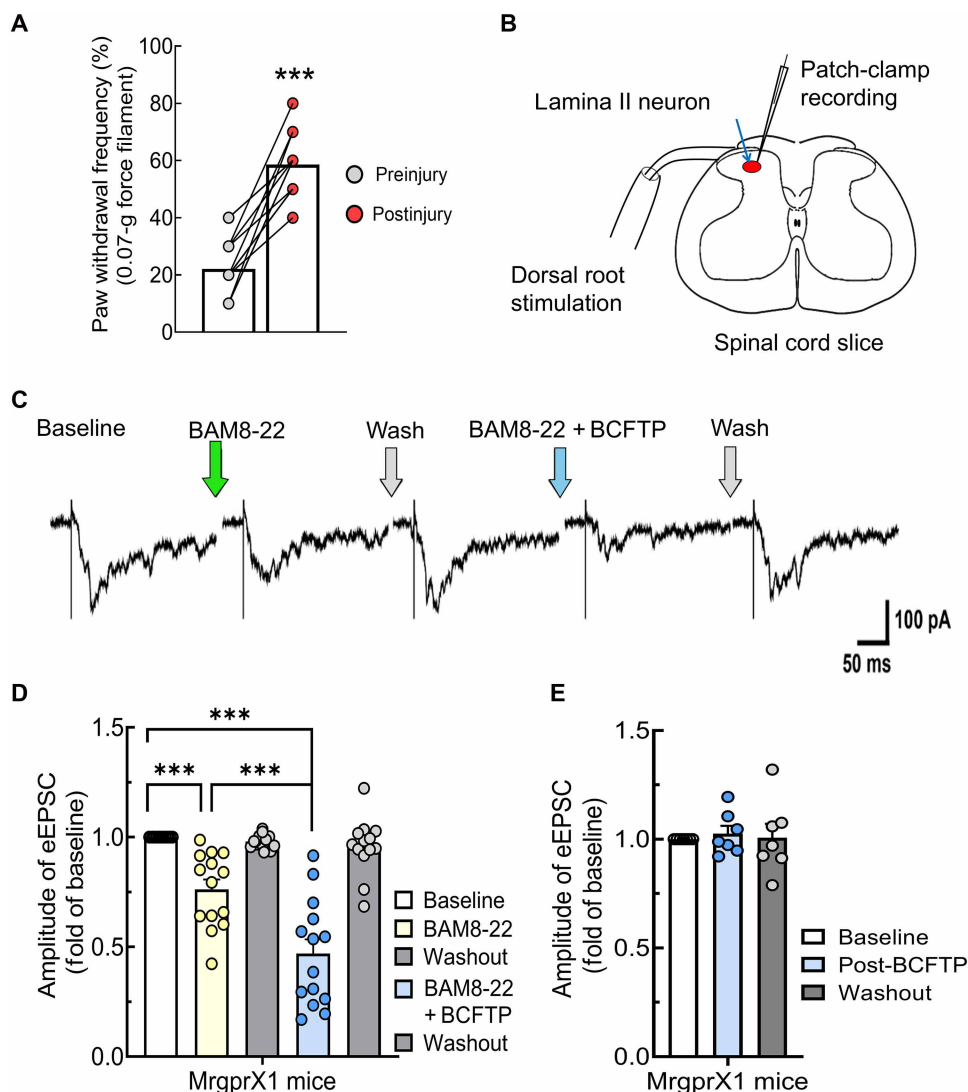 A
Paw withdrawal frequency (%)
(0.07-g force filament)
100
80
60
40
20
0
***
Preinjury
Postinjury
B
Lamina II neuron
Patch-clamp
recording
Dorsal root
stimulation
Spinal cord slice
C
Baseline
BAM8-22
Wash
BAM8-22 + BCFTP
Wash
100 pA
50 ms
D
Amplitude of eEPSC
(fold of baseline)
1.5
1.0
0.5
0.0
***
***
***
Baseline
BAM8-22
Washout
BAM8-22
+ BCFTP
Washout
MrgprX1 mice
E
Amplitude of eEPSC
(fold of baseline)
1.5
1.0
0.5
0.0
Baseline
Post-BCFTP
Washout
MrgprX1 mice